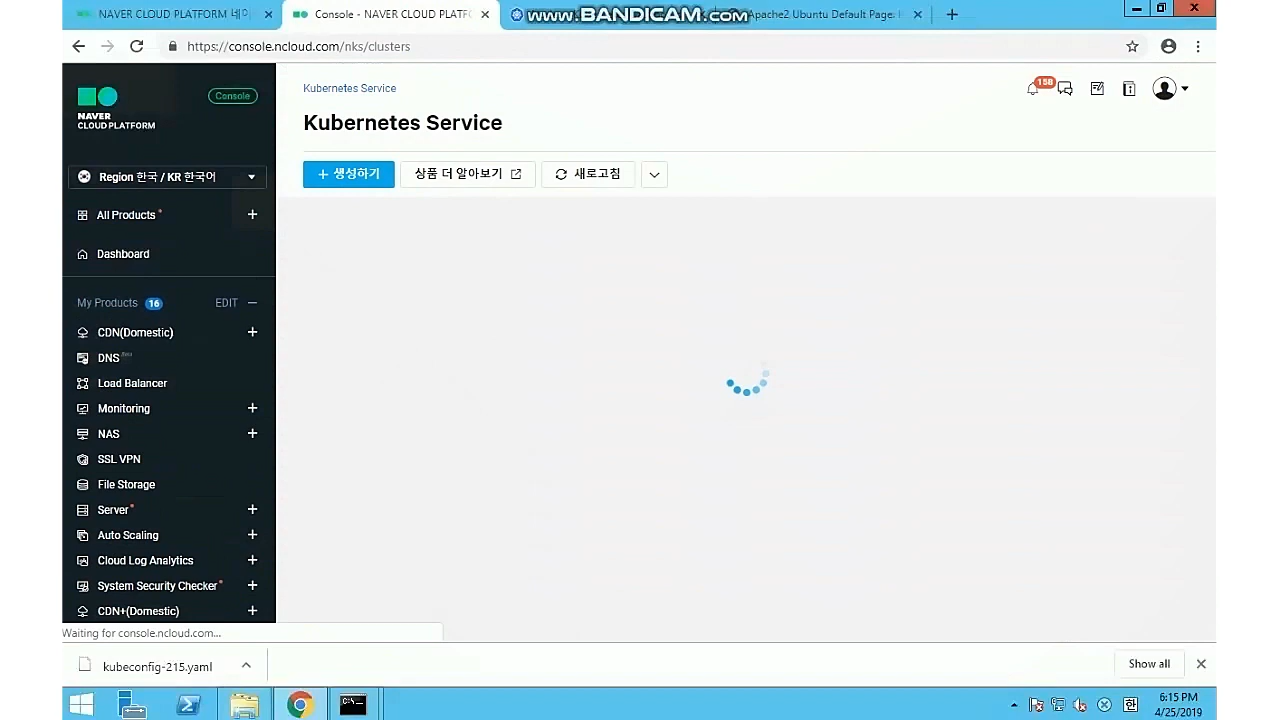 NAVER CLOUD PLATFORM 네이
Console - NAVER CLOUD PLATF
www.BANDICAM.com
Apache2 Ubuntu Default Page:
https://console.ncloud.com/nks/clusters
NAVER
CLOUD PLATFORM
Console
Region 한국 / KR 한국어
All Products
Dashboard
My Products 16 EDIT
CDN(Domestic)
DNS
Load Balancer
Monitoring
NAS
SSL VPN
File Storage
Server
Auto Scaling
Cloud Log Analytics
System Security Checker
CDN+(Domestic)
Kubernetes Service
158
Kubernetes Service
+ 생성하기
상품 더 알아보기
새로고침
Waiting for console.ncloud.com...
kubeconfig-215.yaml
Show all
한
6:15 PM
4/25/2019